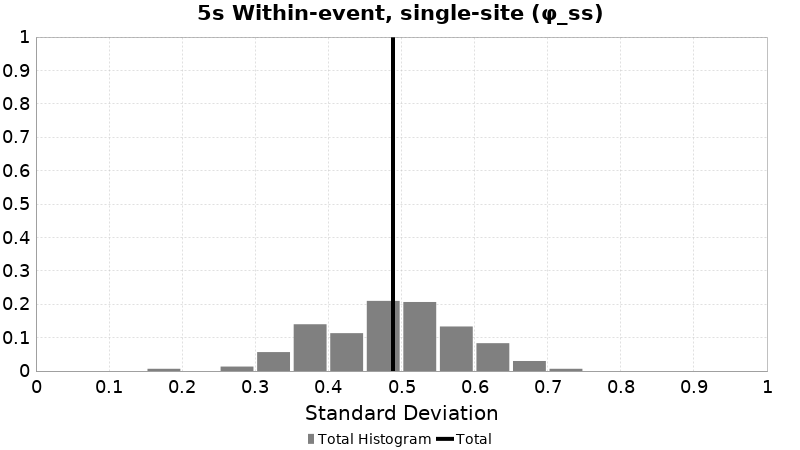 5s Within-event, single-site (φ_ss)
1
0.9
0.8
0.7
0.6
0.5
0.4
0.3
0.2
0.1
0
0 0.1 0.2 0.3 0.4 0.5 0.6 0.7 0.8 0.9 1
Standard Deviation
Total Histogram Total